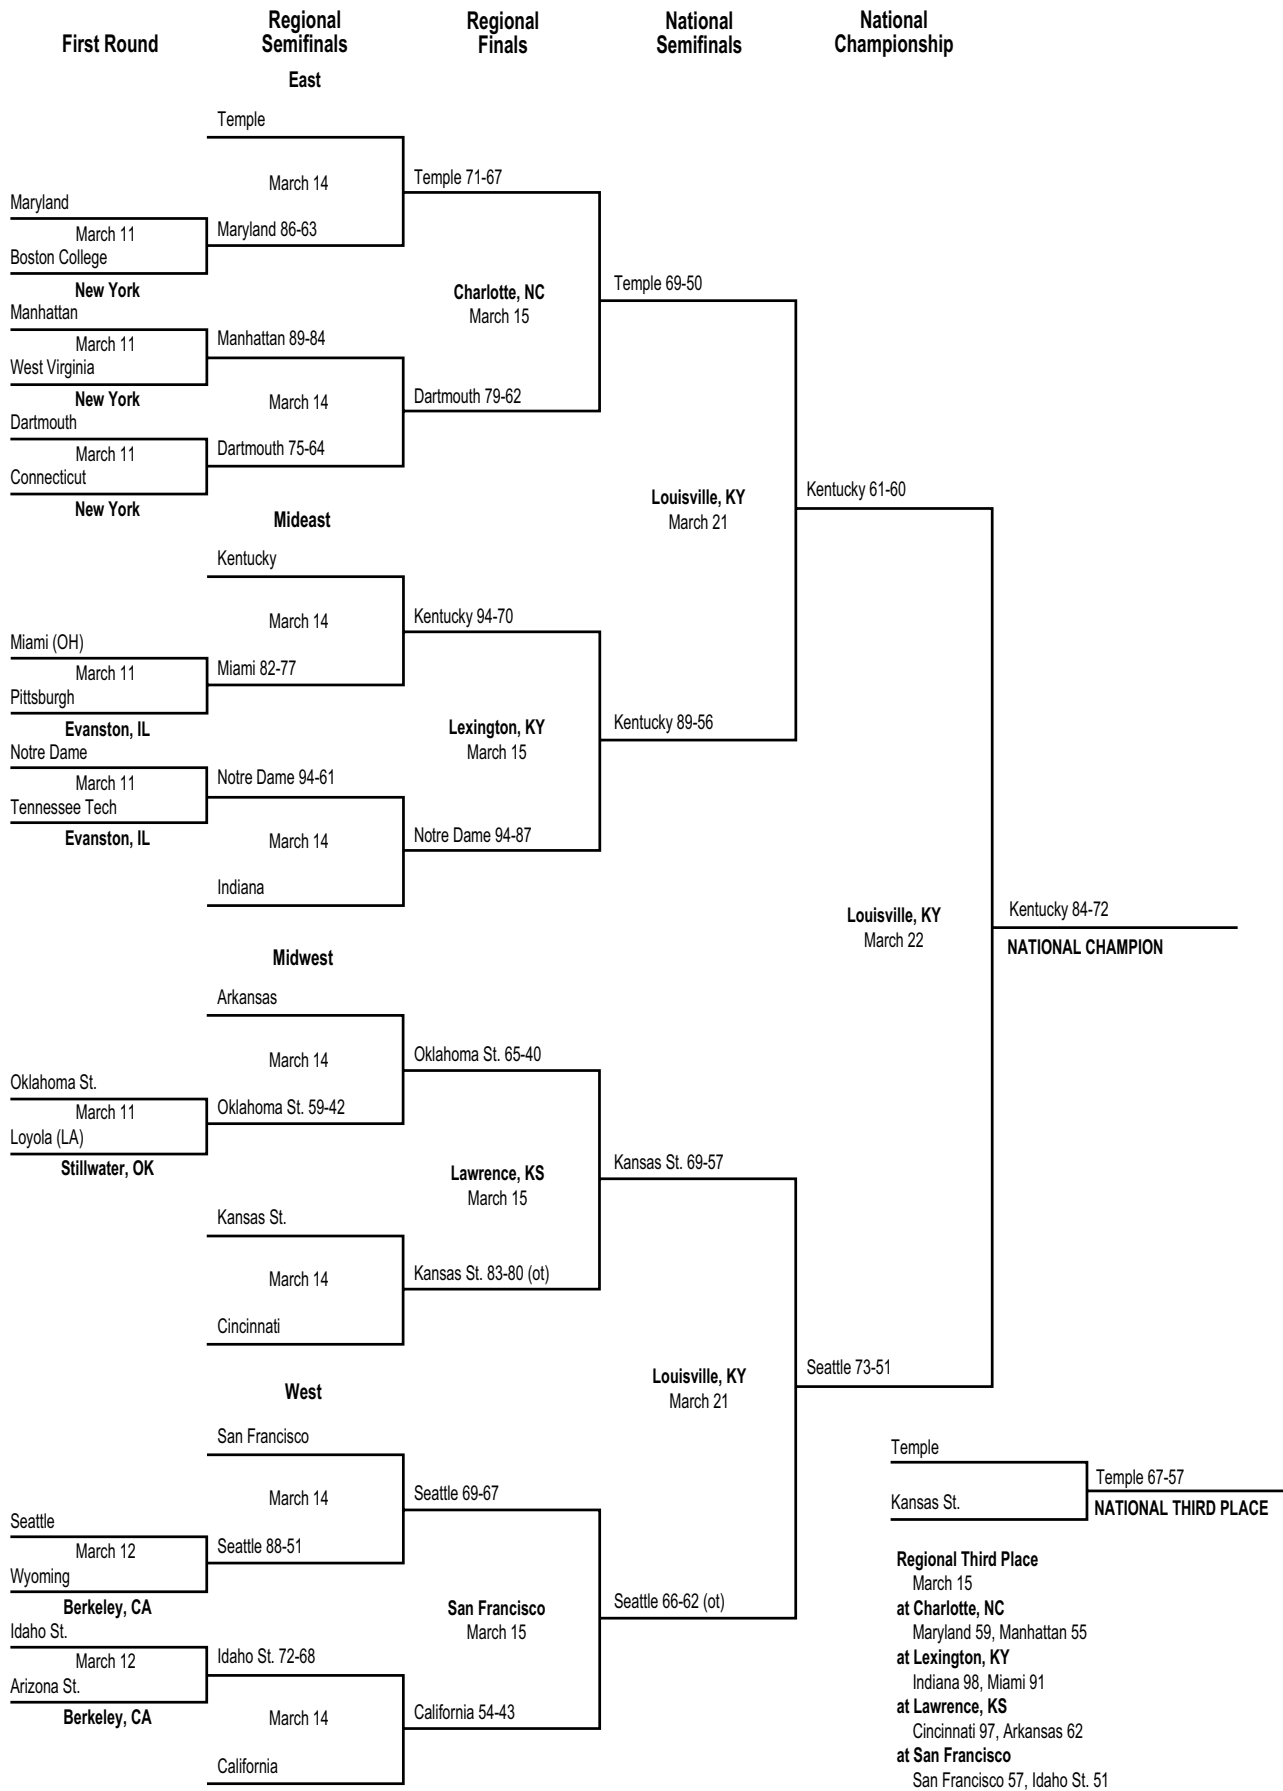 First Round
Regional
Semifinals
Regional
Finals
National
Semifinals
National
Championship
East
Temple
March 14
Temple 71-67
Maryland
March 11
Maryland 86-63
Boston College
New York
Charlotte, NC
March 15
Temple 69-50
Manhattan
March 11
Manhattan 89-84
West Virginia
New York
March 14
Dartmouth 79-62
Dartmouth
March 11
Dartmouth 75-64
Connecticut
New York
Louisville, KY
March 21
Kentucky 61-60
Mideast
Kentucky
March 14
Kentucky 94-70
Miami (OH)
March 11
Miami 82-77
Pittsburgh
Evanston, IL
Lexington, KY
March 15
Kentucky 89-56
Notre Dame
March 11
Notre Dame 94-61
Tennessee Tech
Evanston, IL
March 14
Notre Dame 94-87
Indiana
Louisville, KY
March 22
Kentucky 84-72
NATIONAL CHAMPION
Midwest
Arkansas
March 14
Oklahoma St. 65-40
Oklahoma St.
March 11
Oklahoma St. 59-42
Loyola (LA)
Stillwater, OK
Lawrence, KS
March 15
Kansas St. 69-57
Kansas St.
March 14
Kansas St. 83-80 (ot)
Cincinnati
Louisville, KY
March 21
Seattle 73-51
West
San Francisco
March 14
Seattle 69-67
Seattle
March 12
Seattle 88-51
Wyoming
Berkeley, CA
San Francisco
March 15
Seattle 66-62 (ot)
Idaho St.
March 12
Idaho St. 72-68
Arizona St.
Berkeley, CA
March 14
California 54-43
California
Temple
Temple 67-57
Kansas St.
NATIONAL THIRD PLACE
Regional Third Place
March 15
at Charlotte, NC
Maryland 59, Manhattan 55
at Lexington, KY
Indiana 98, Miami 91
at Lawrence, KS
Cincinnati 97, Arkansas 62
at San Francisco
San Francisco 57, Idaho St. 51